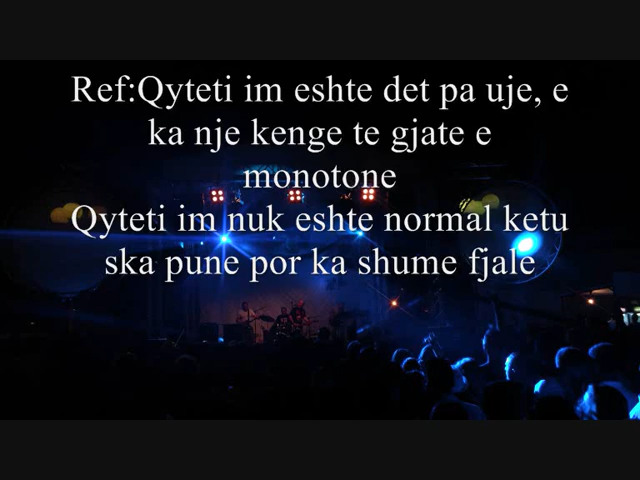 Ref:Qyteti im eshte det pa uje, e
ka nje kenge te gjate e
monotone
Qyteti im nuk eshte normal ketu
ska pune por ka shume fjale